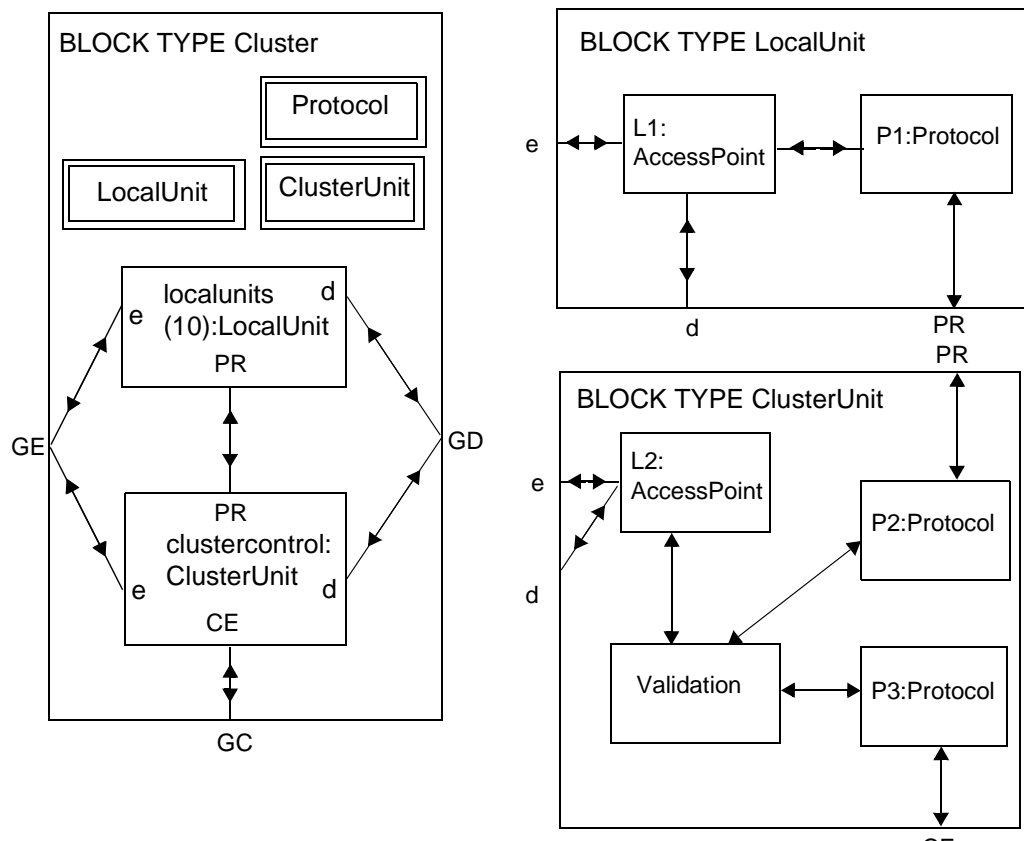 BLOCK TYPE Cluster
Protocol
LocalUnit
ClusterUnit
localunits
d
e
(10):LocalUnit
PR
GE
GD
PR
clustercontrol:
ClusterUnit
e
d
CE
GC
BLOCK TYPE LocalUnit
L1:
AccessPoint
P1:Protocol
e
d
PR
PR
BLOCK TYPE ClusterUnit
L2:
AccessPoint
e
P2:Protocol
d
Validation
P3:Protocol